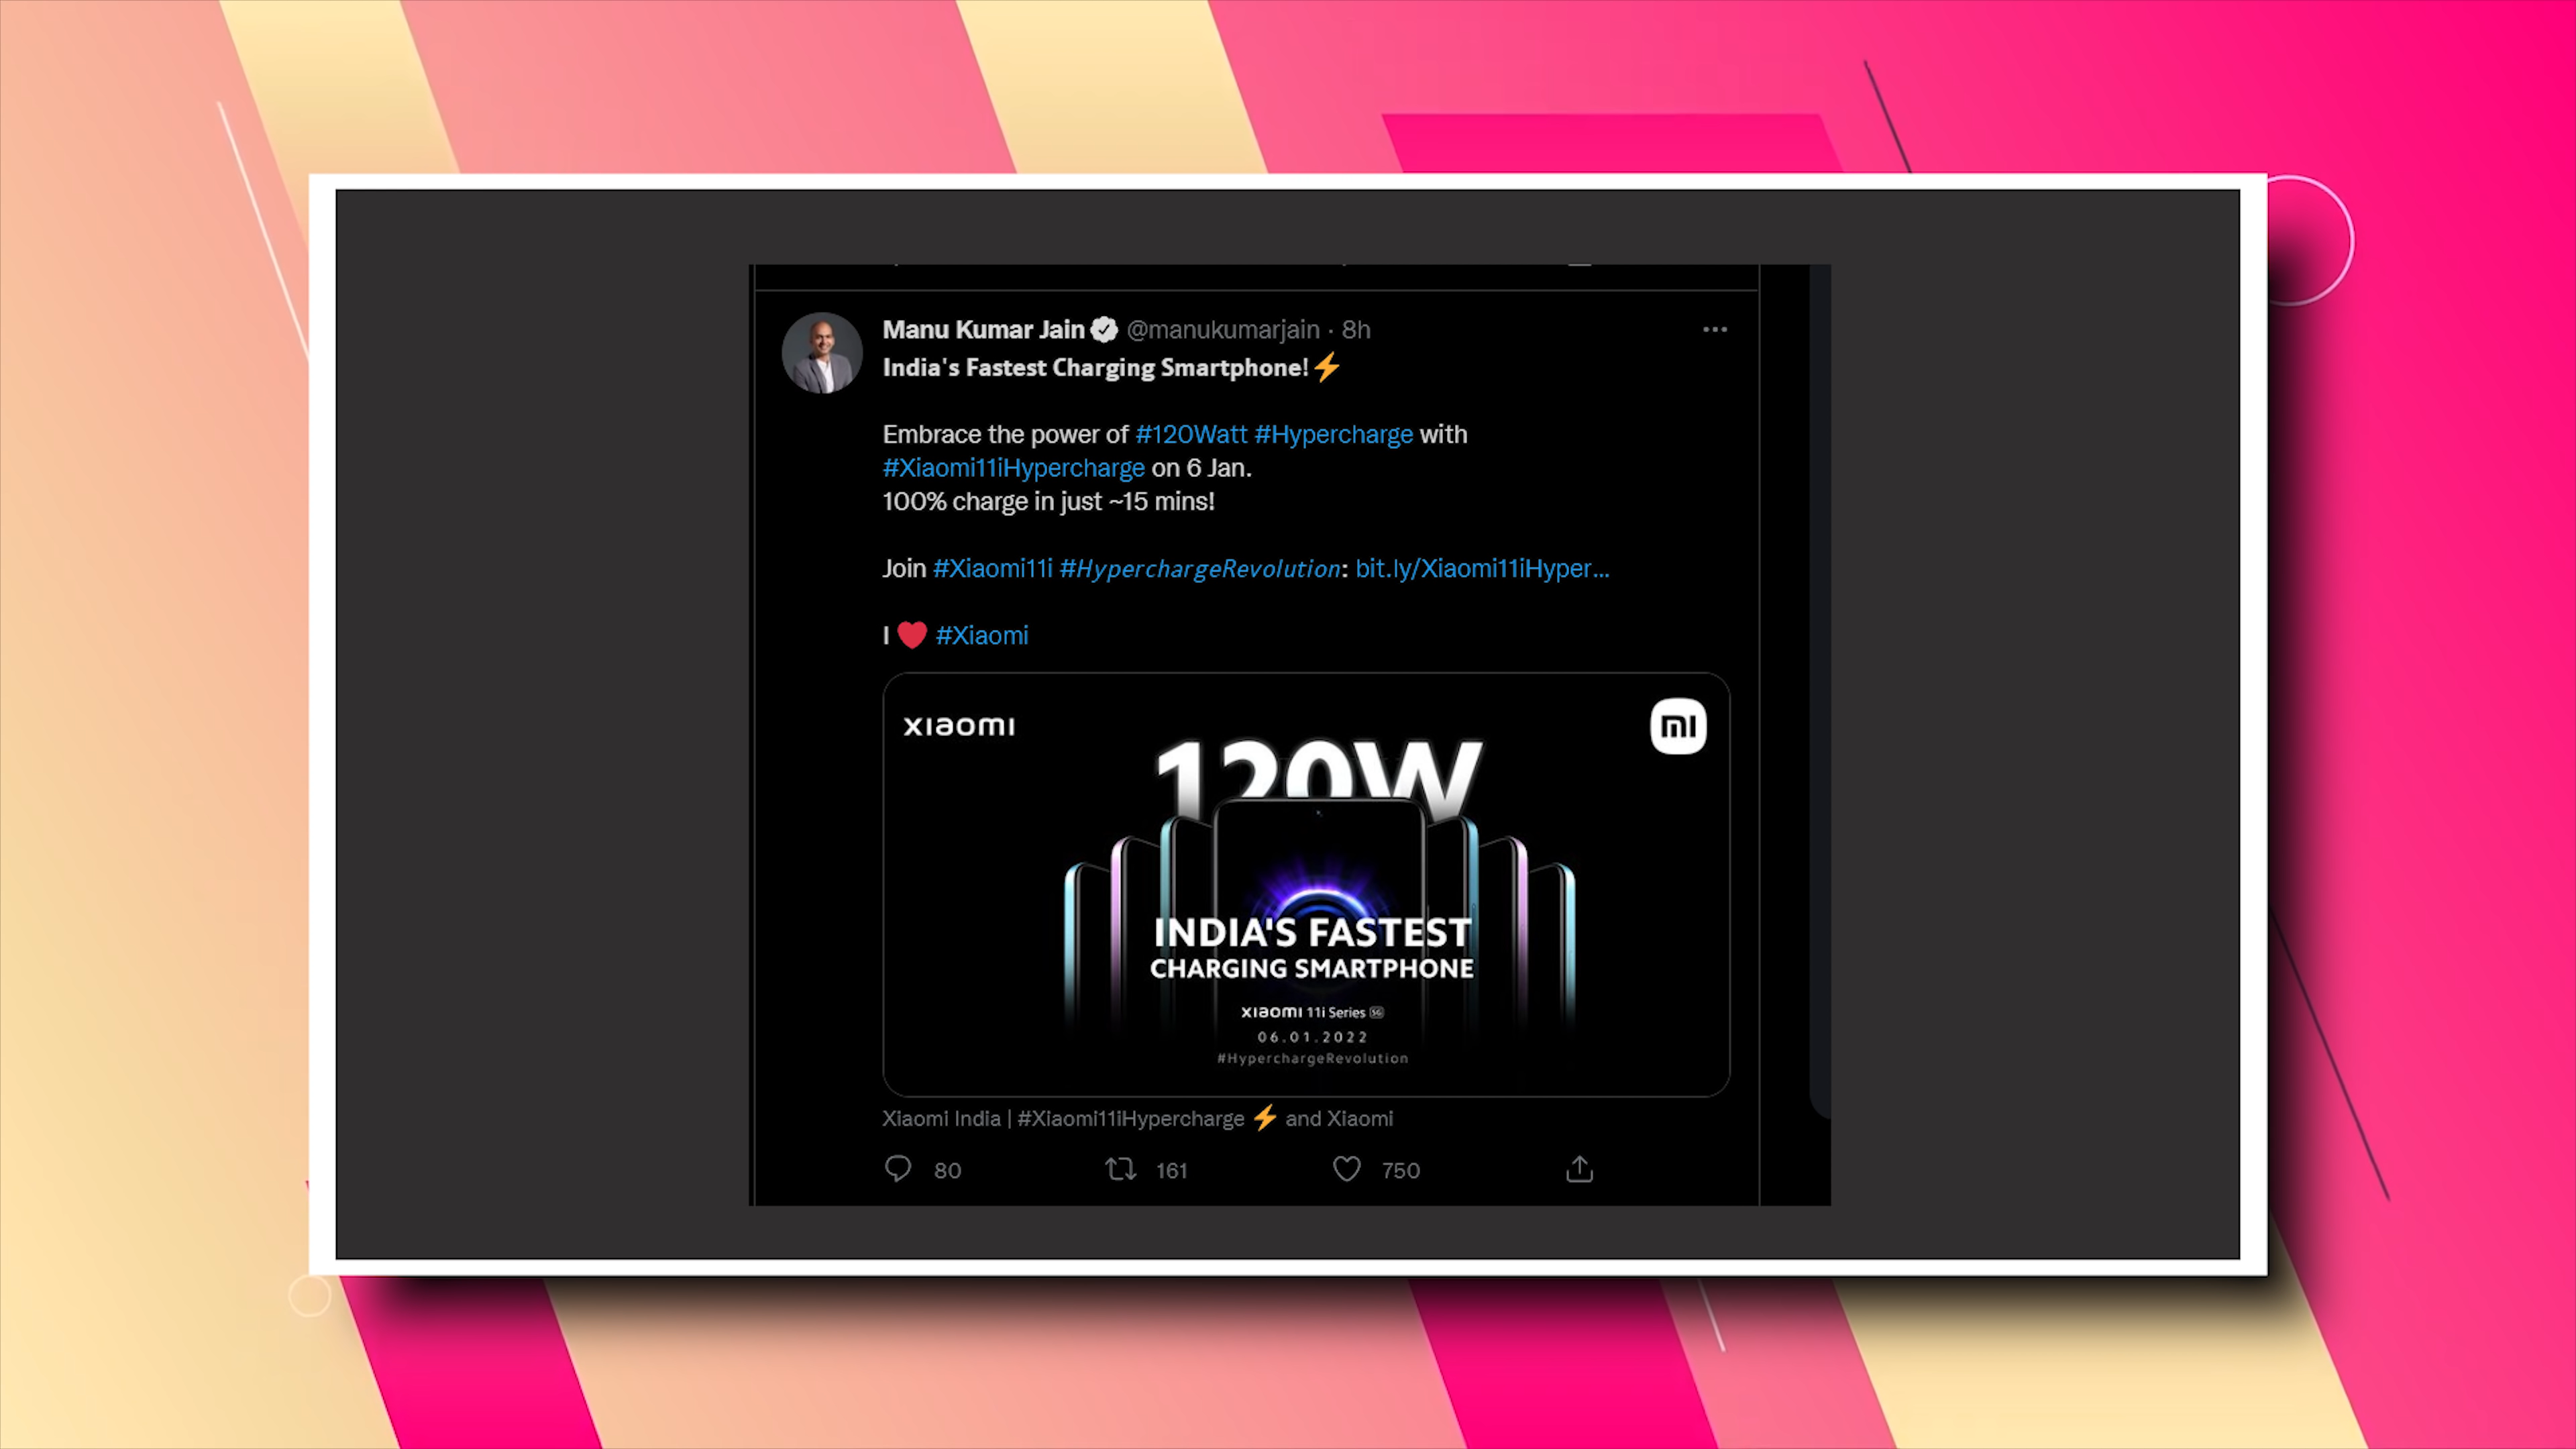 Manu Kumar Jain @manukumarjain · 8h
India's Fastest Charging Smartphone!⚡
Embrace the power of #120Watt #Hypercharge with
#Xiaomi11iHypercharge on 6 Jan.
100% charge in just ~15 mins!
Join #Xiaomi11i #HyperchargeRevolution: bit.ly/Xiaomi11iHyper...
I ❤️ #Xiaomi
xiaomi
mi
120W
INDIA'S FASTEST
CHARGING SMARTPHONE
xiaomi 11i Series 5G
06.01.2022
#HyperchargeRevolution
Xiaomi India | #Xiaomi11iHypercharge ⚡ and Xiaomi
80 161 750